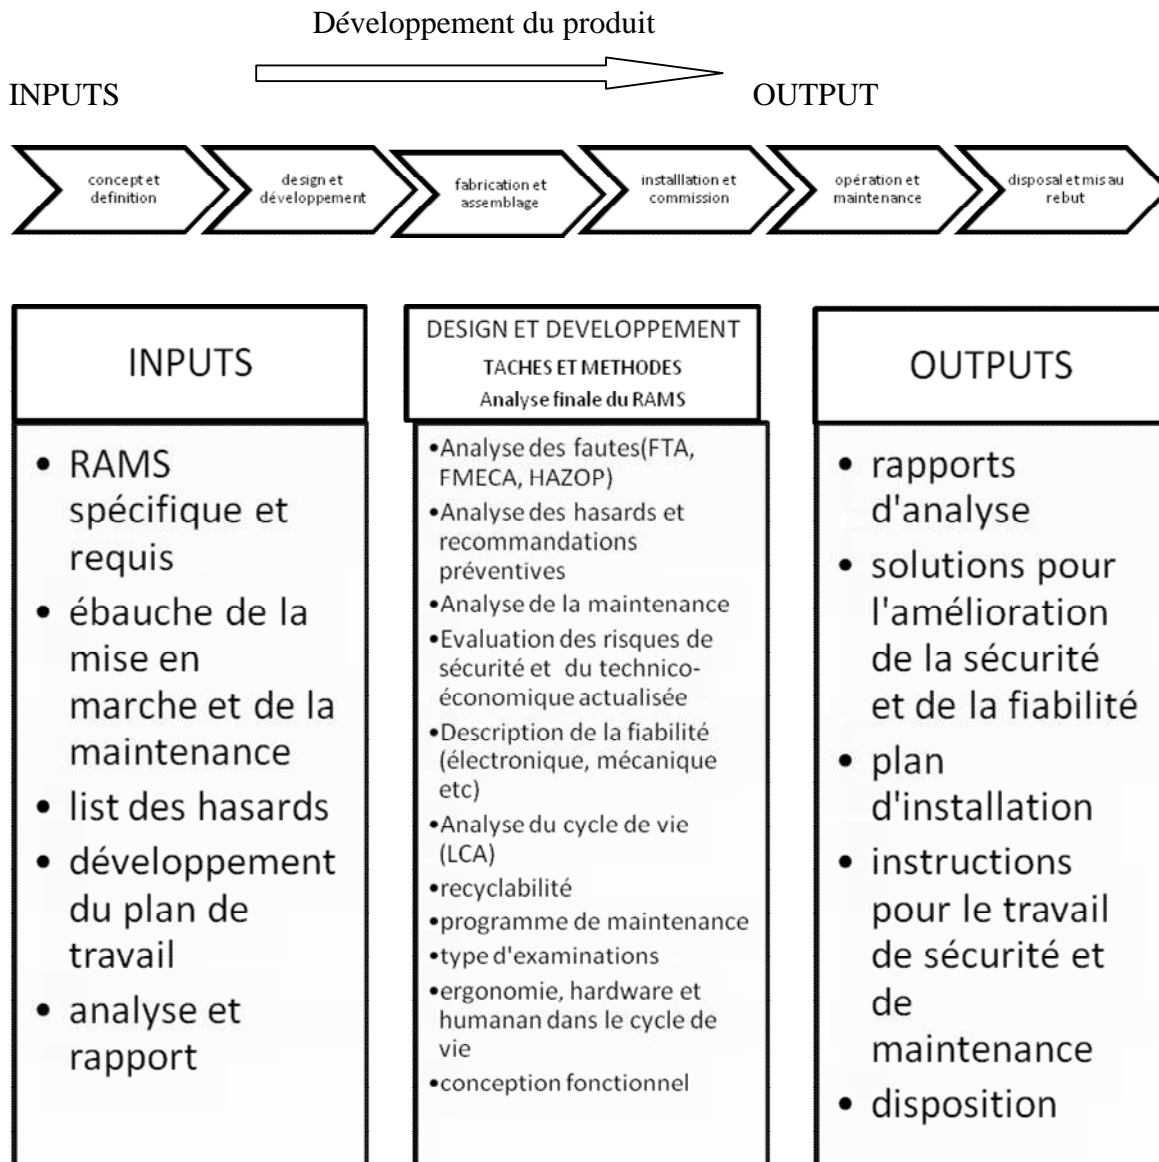 Développement du produit
INPUTS
OUTPUT
concept et
definition
design et
développement
fabrication et
assemblage
installlation et
commission
opération et
maintenance
disposal et mis au
rebut
INPUTS
• RAMS
spécifique et
requis
• ébauche de la
mise en
marche et de la
maintenance
• list des hasards
• développement
du plan de
travail
• analyse et
rapport
DESIGN ET DEVELOPPEMENT
TACHES ET METHODES
Analyse finale du RAMS
•Analyse des fautes(FTA,
FMECA, HAZOP)
•Analyse des hasards et
recommandations
préventives
•Analyse de la maintenance
•Evaluation des risques de
sécurité et du technico-
économique actualisée
•Description de la fiabilité
(électronique, mécanique
etc)
•Analyse du cycle de vie
(LCA)
•recyclabilité
•programme de maintenance
•type d'examinations
•ergonomie, hardware et
humanan dans le cycle de
vie
•conception fonctionnel
OUTPUTS
• rapports
d'analyse
• solutions pour
l'amélioration
de la sécurité
et de la fiabilité
• plan
d'installation
• instructions
pour le travail
de sécurité et
de
maintenance
• disposition